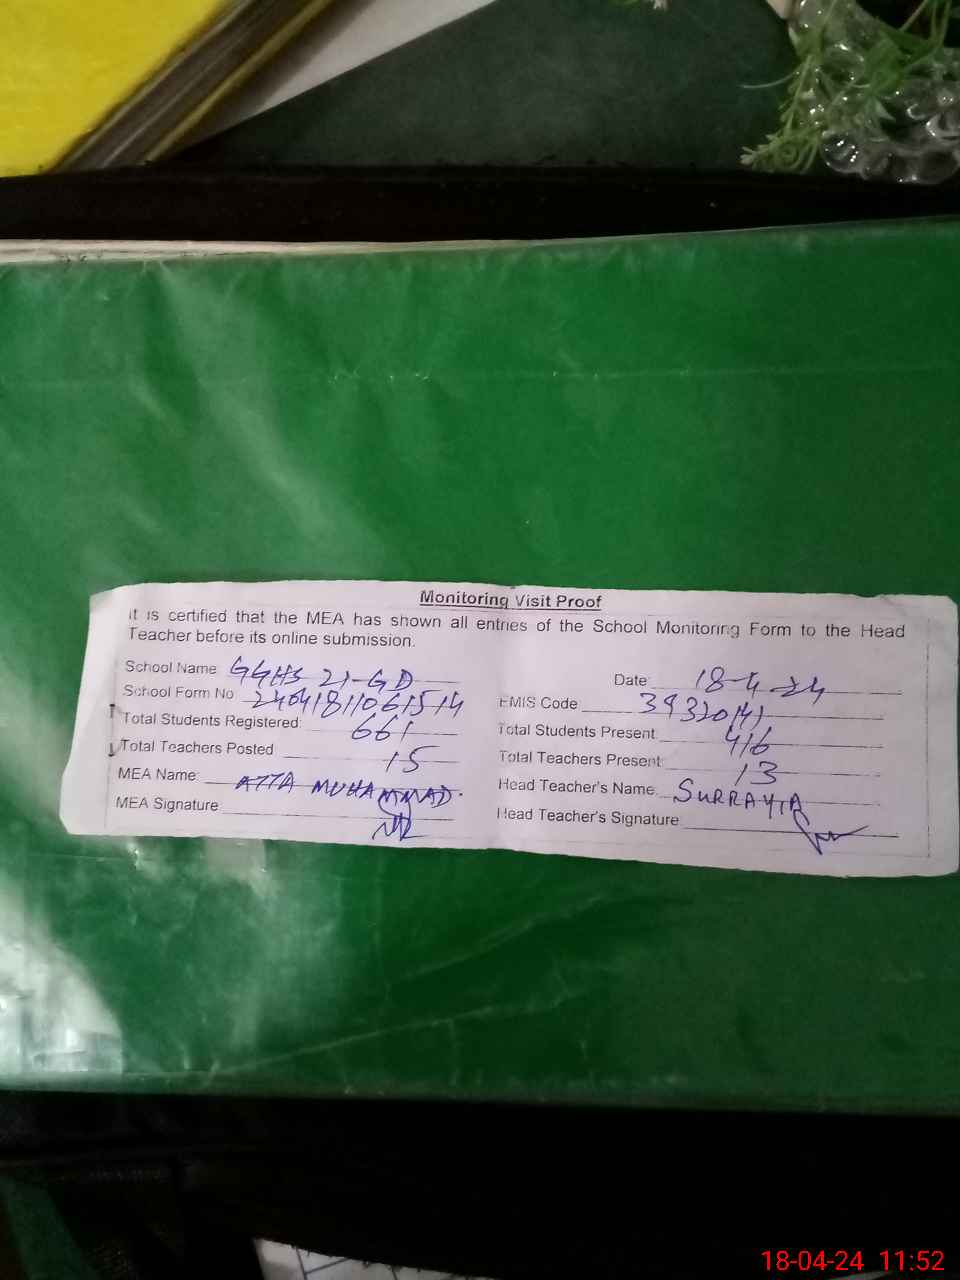 Monitoring Visit Proof
It is certified that the MEA has shown all entries of the School Monitoring Form to the Head
Teacher before its online submission.
School Name: GGHS 21-GD Date: 18-4-24
School Form No 24041811061514 EMIS Code 39320141
Total Students Registered: 661 Total Students Present: 416
Total Teachers Posted 15 Total Teachers Present: 13
MEA Name: ATTA MUHAMMAD. Head Teacher's Name: SURRAYIA
MEA Signature: Head Teacher's Signature:
18-04-24 11:52